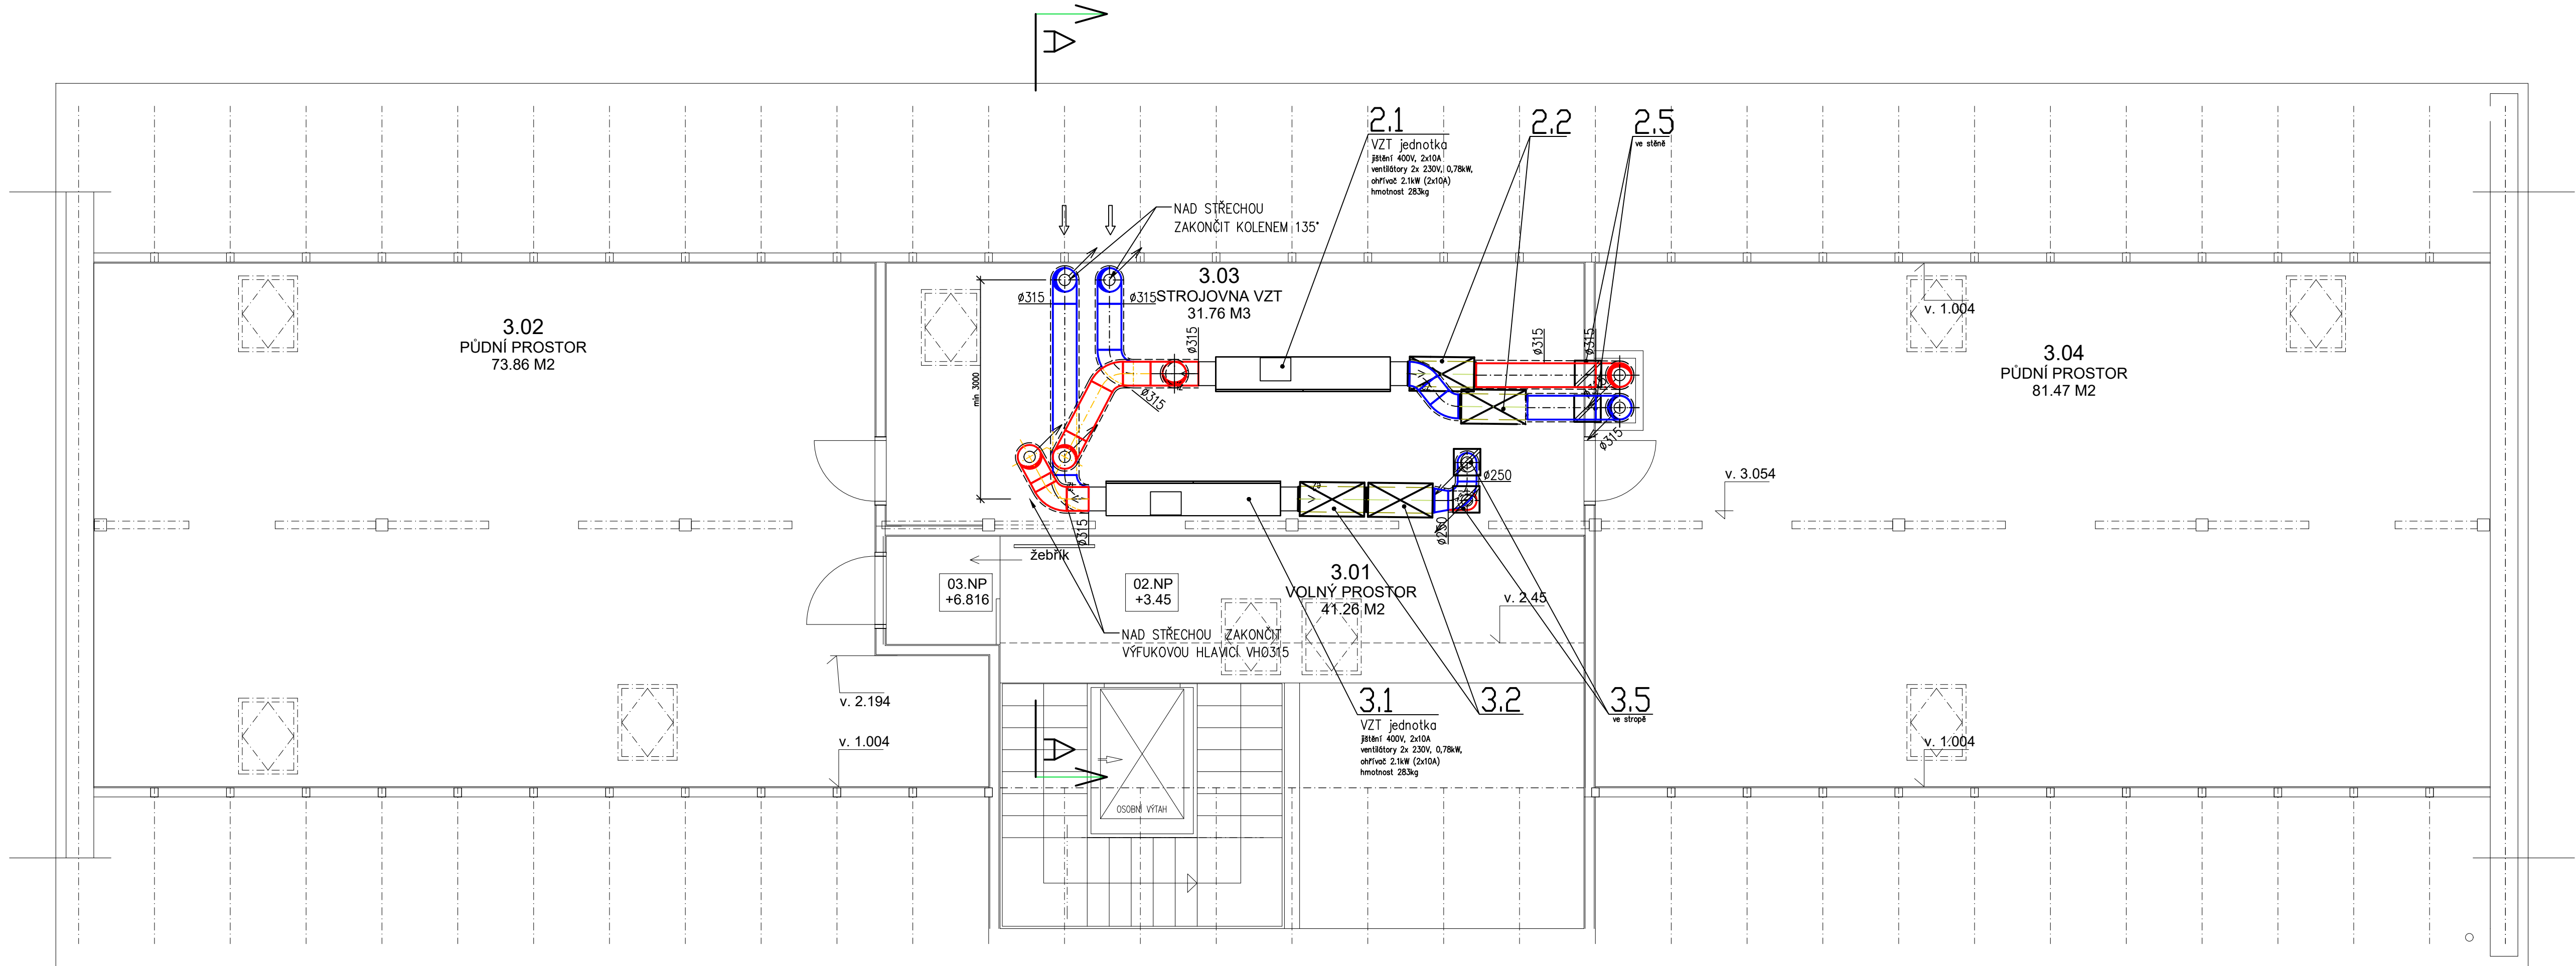 A
2.1
VZT jednotka
jištění 400V, 2x10A
ventilátory 2x 230V, 0,78kW,
ohřívač 2.1kW (2x10A)
hmotnost 283kg
2.2
2.5
ve stěně
NAD STŘECHOU
ZAKONČIT KOLENEM 135°
3.03
STROJOVNA VZT
31.76 M3
Ø315
Ø315
Ø315
Ø315
Ø315
Ø315
Ø315
min 3000
3.02
PŮDNÍ PROSTOR
73.86 M2
3.04
PŮDNÍ PROSTOR
81.47 M2
v. 1.004
v. 3.054
Ø250
Ø250
Ø315
žebřík
03.NP
+6.816
02.NP
+3.45
3.01
VOLNÝ PROSTOR
41.26 M2
v. 2.45
NAD STŘECHOU ZAKONČIT
VÝFUKOVOU HLAVICÍ VHØ315
v. 2.194
v. 1.004
3.1
VZT jednotka
jištění 400V, 2x10A
ventilátory 2x 230V, 0,78kW,
ohřívač 2.1kW (2x10A)
hmotnost 283kg
3.2
3.5
ve stropě
v. 1.004
A
OSOBNÍ VÝTAH